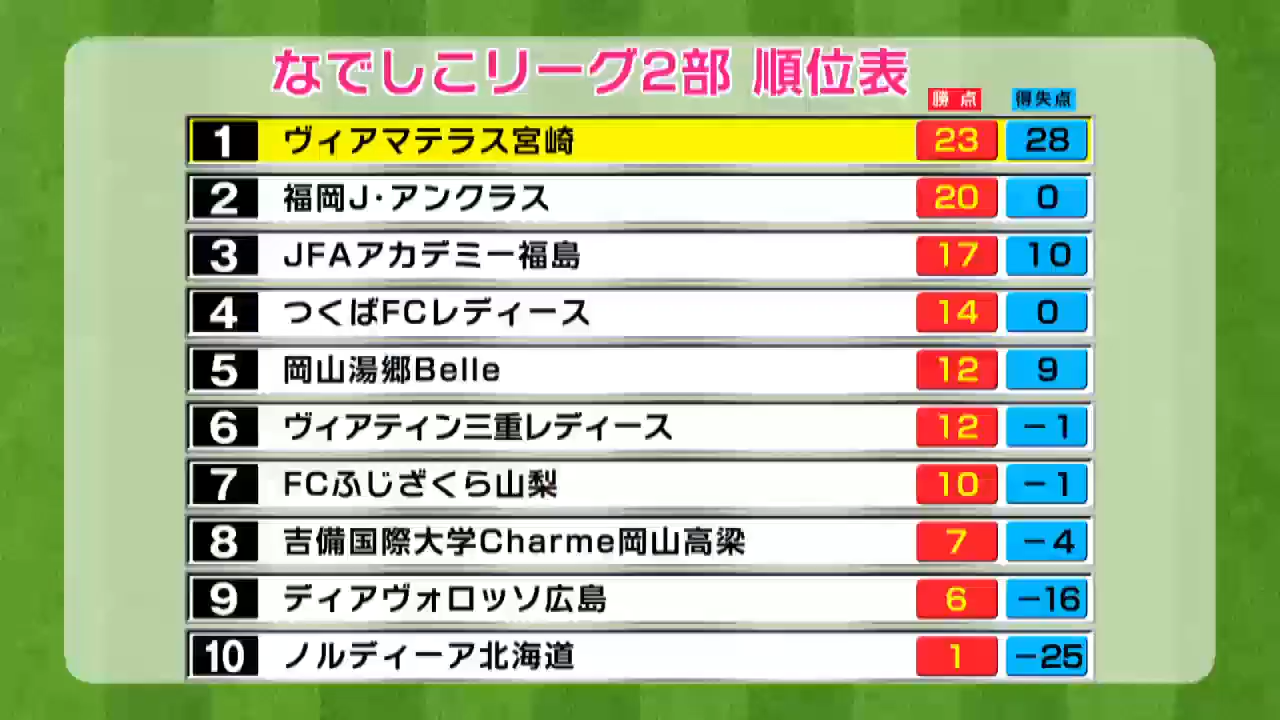 なでしこリーグ2部 順位表
勝点 得失点
1 ヴィアマテラス宮崎 23 28
2 福岡J・アンクラス 20 0
3 JFAアカデミー福島 17 10
4 つくばFCレディース 14 0
5 岡山湯郷Belle 12 9
6 ヴィアティン三重レディース 12 -1
7 FCふじざくら山梨 10 -1
8 吉備国際大学Charme岡山高梁 7 -4
9 ディアヴォロッソ広島 6 -16
10 ノルディーア北海道 1 -25